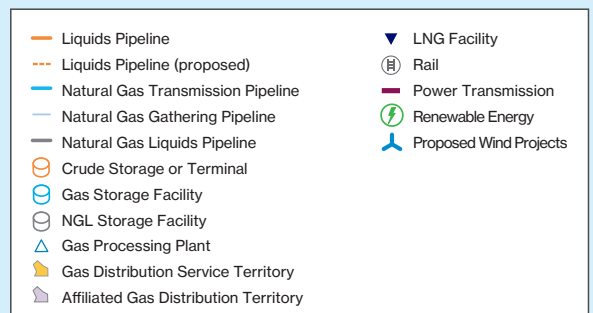 Liquids Pipeline
Liquids Pipeline (proposed)
Natural Gas Transmission Pipeline
Natural Gas Gathering Pipeline
Natural Gas Liquids Pipeline
Crude Storage or Terminal
Gas Storage Facility
NGL Storage Facility
Gas Processing Plant
Gas Distribution Service Territory
Affiliated Gas Distribution Territory
LNG Facility
Rail
Power Transmission
Renewable Energy
Proposed Wind Projects